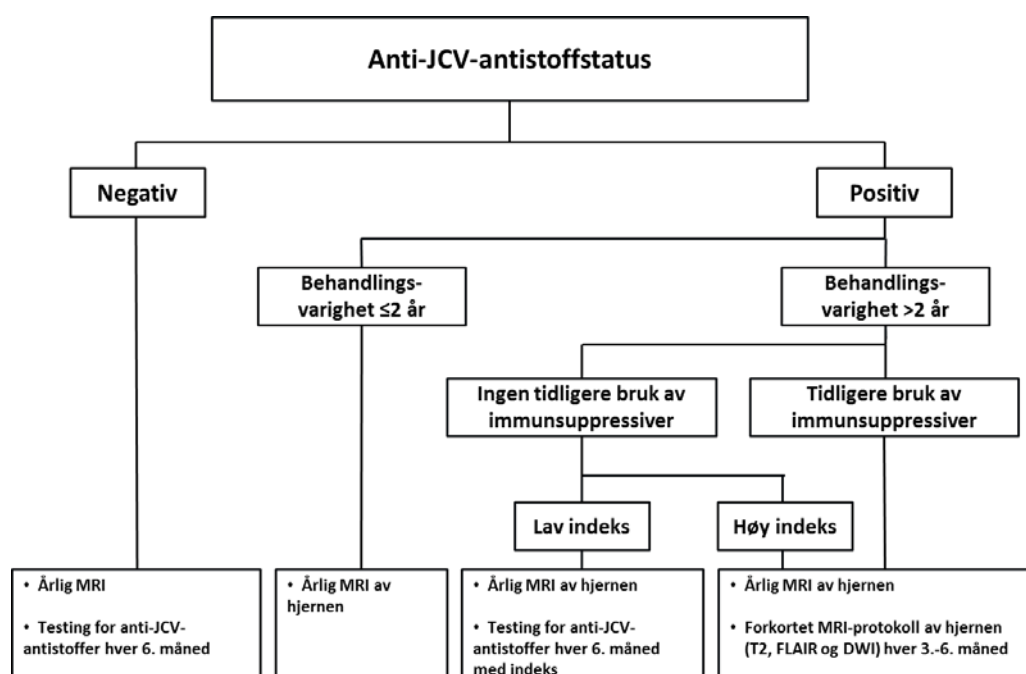 Anti-JCV-antistoffstatus
Negativ
Positiv
Behandlings-
varighet ≤2 år
Behandlings-
varighet >2 år
Ingen tidligere bruk av
immunsuppressiver
Tidligere bruk av
immunsuppressiver
Lav indeks
Høy indeks
• Årlig MRI
• Testing for anti-JCV-
antistoffer hver 6. måned
• Årlig MRI av
hjernen
• Årlig MRI av hjernen
• Testing for anti-JCV-
antistoffer hver 6. måned
med indeks
• Årlig MRI av hjernen
• Forkortet MRI-protokoll av hjernen
(T2, FLAIR og DWI) hver 3.-6. måned